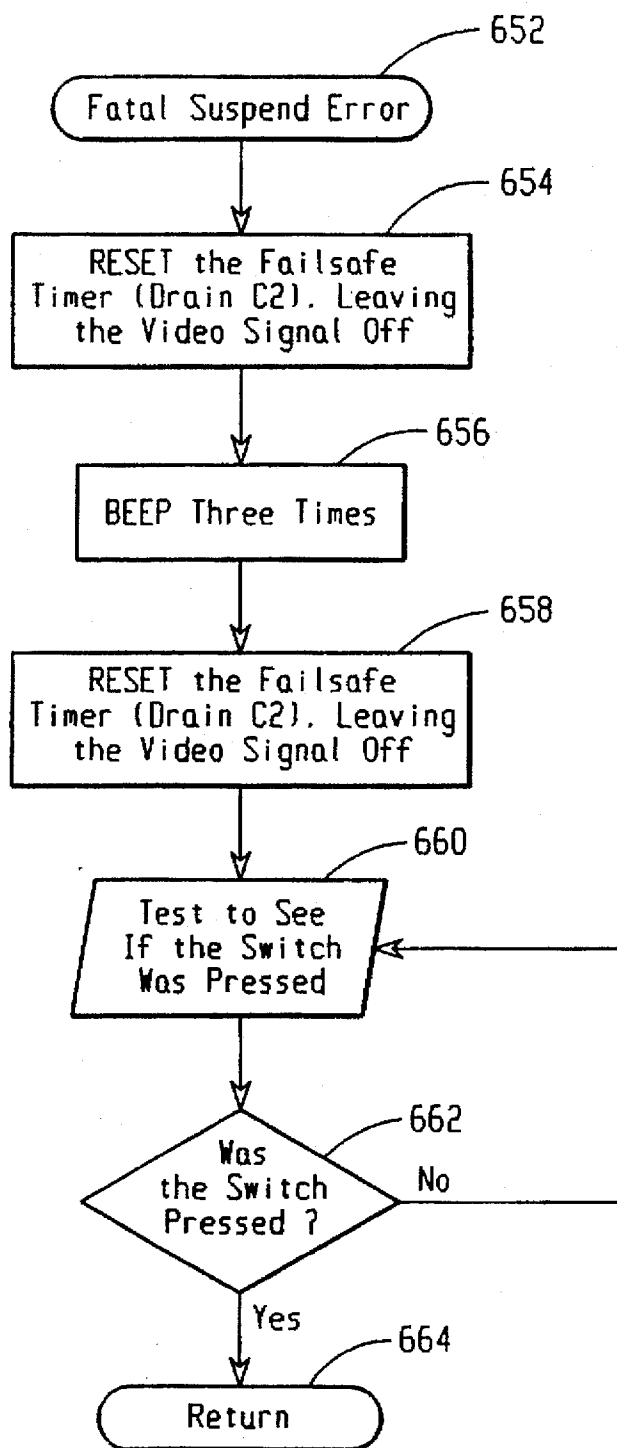 652
Fatal Suspend Error
654
RESET the Failsafe
Timer (Drain C2). Leaving
the Video Signal Off
656
BEEP Three Times
658
RESET the Failsafe
Timer (Drain C2). Leaving
the Video Signal Off
660
Test to See
If the Switch
Was Pressed
662
Was
the Switch
Pressed ?
No
Yes
664
Return